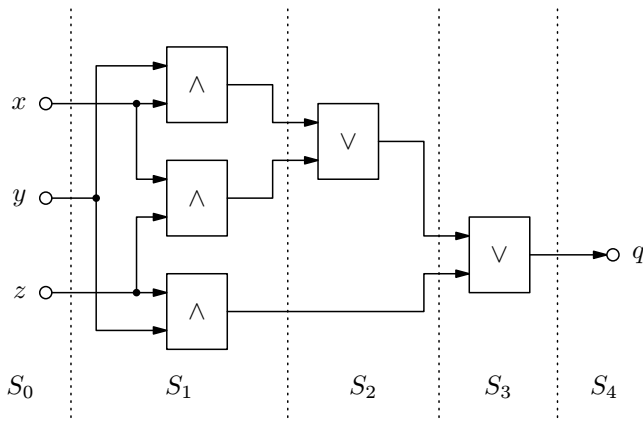 x
y
z
∧
∧
∧
∨
∨
q
S₀ S₁ S₂ S₃ S₄